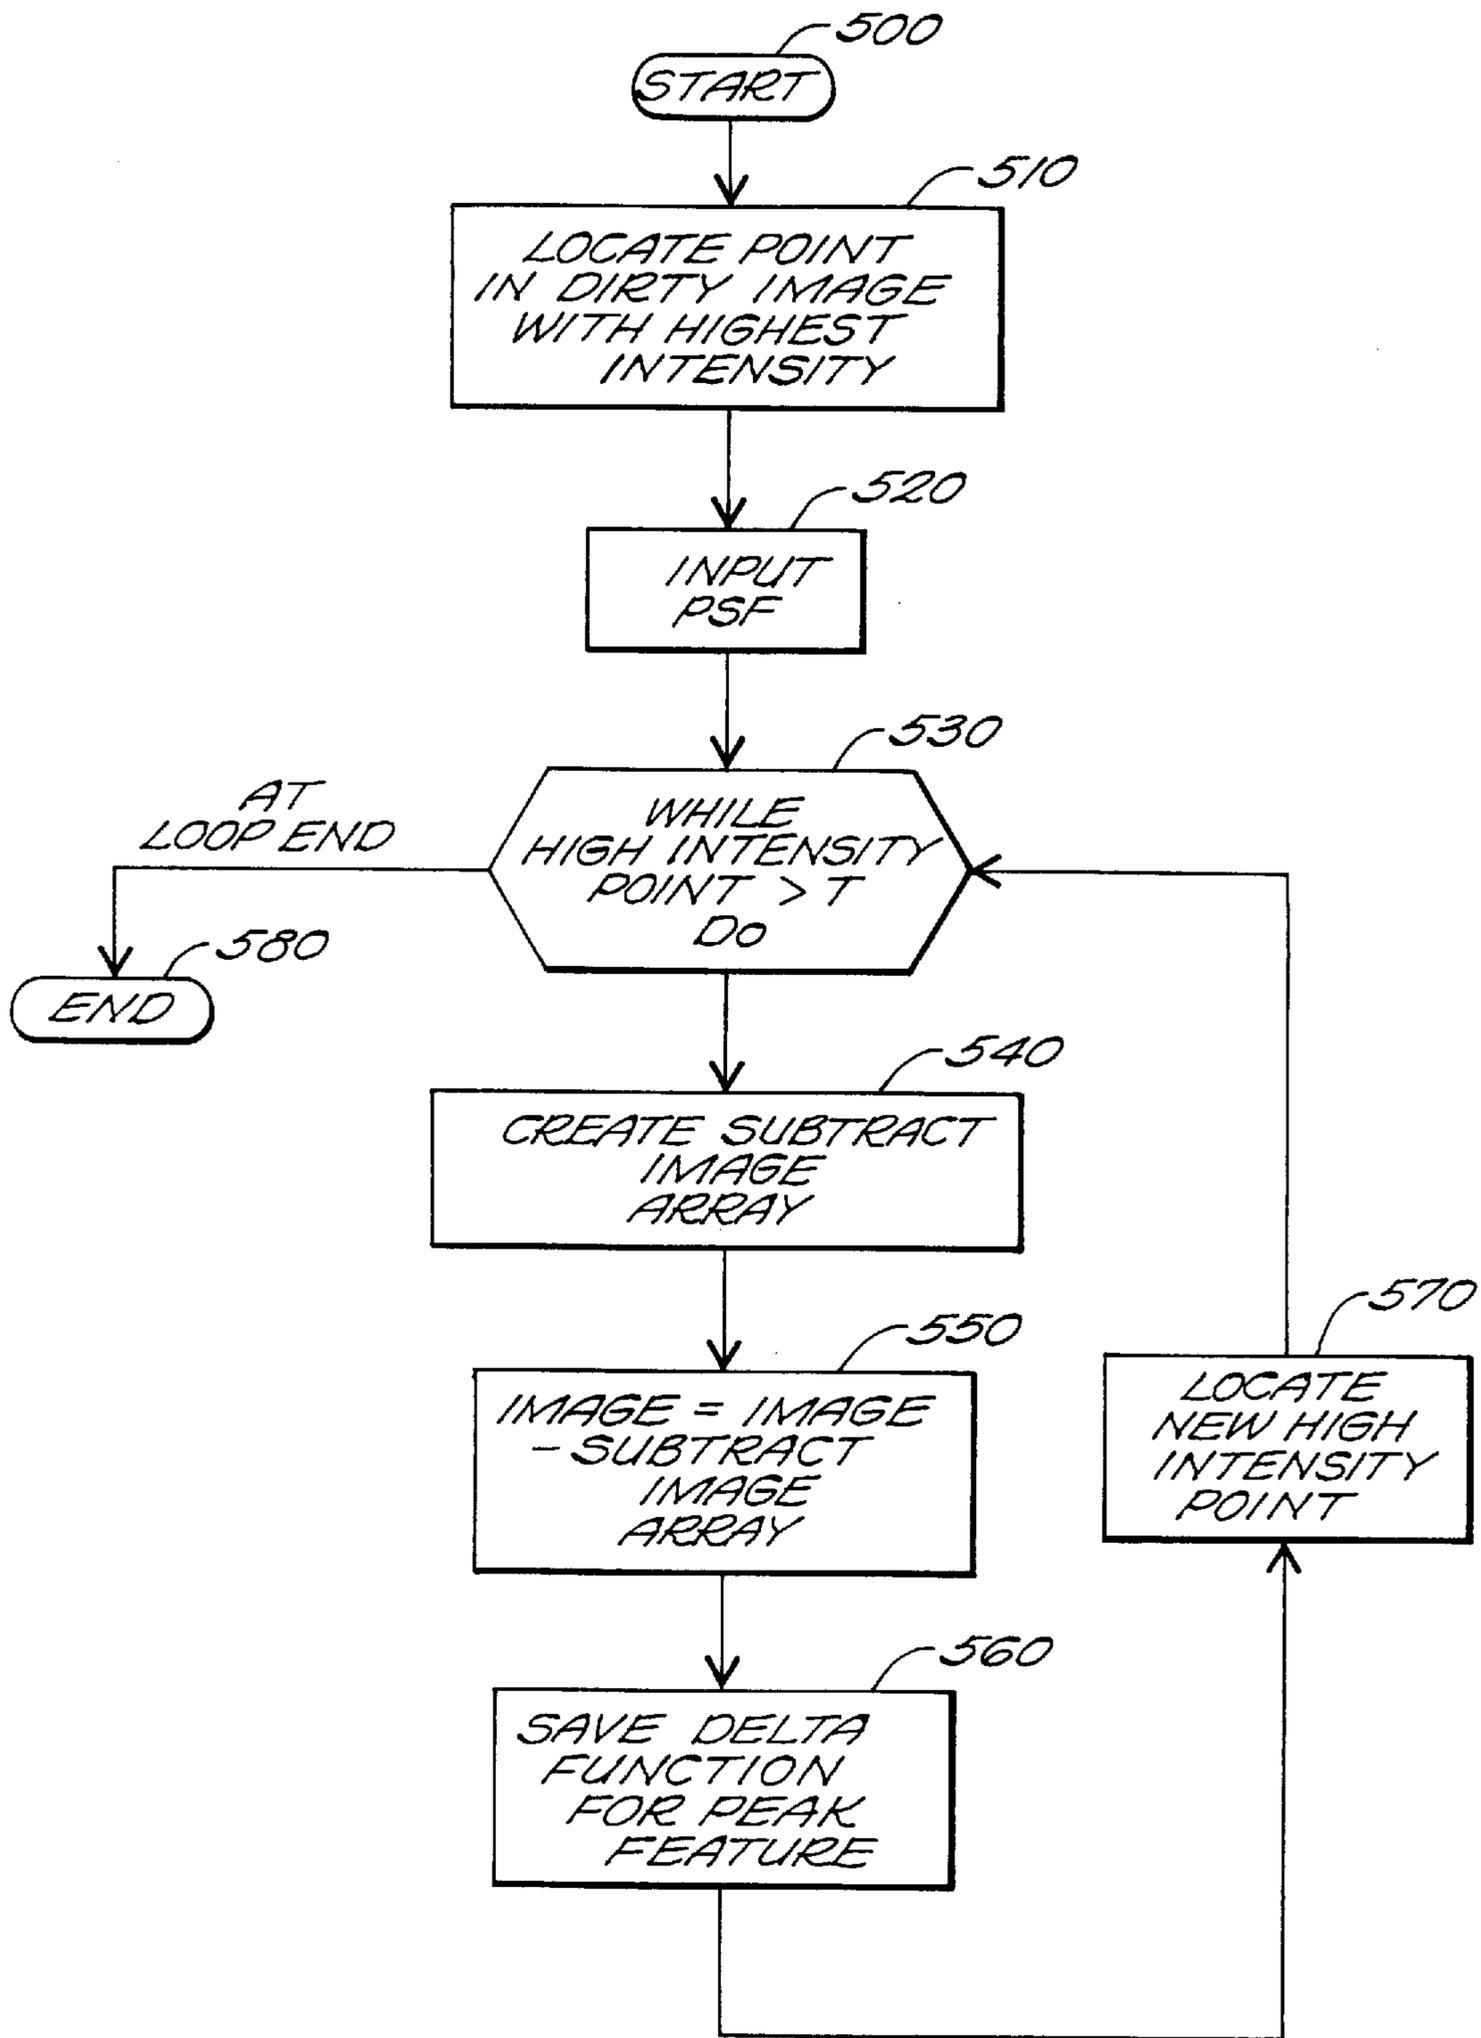 500
START
510
LOCATE POINT
IN DIRTY IMAGE
WITH HIGHEST
INTENSITY
520
INPUT
PSF
530
WHILE
HIGH INTENSITY
POINT > T
DO
AT
LOOP END
580
END
540
CREATE SUBTRACT
IMAGE
ARRAY
550
IMAGE = IMAGE
- SUBTRACT
IMAGE
ARRAY
570
LOCATE
NEW HIGH
INTENSITY
POINT
560
SAVE DELTA
FUNCTION
FOR PEAK
FEATURE